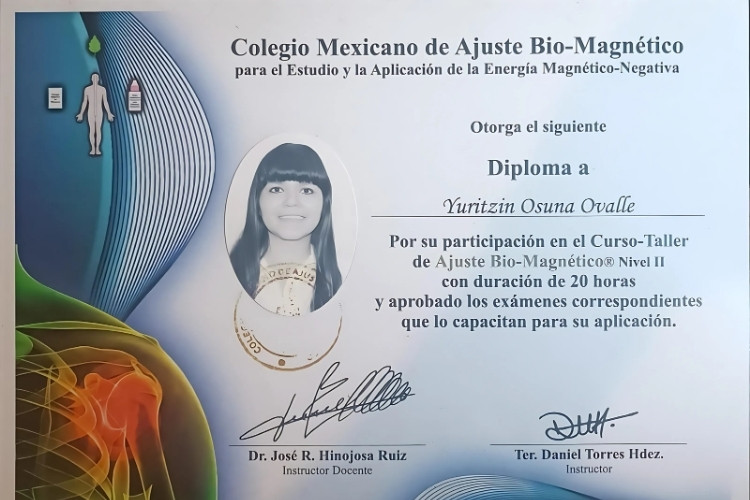 Colegio Mexicano de Ajuste Bio-Magnético
para el Estudio y la Aplicación de la Energía Magnético-Negativa
Otorga el siguiente
Diploma a
Yuritzin Osuna Ovalle
Por su participación en el Curso-Taller
de Ajuste Bio-Magnético® Nivel II
con duración de 20 horas
y aprobado los exámenes correspondientes
que lo capacitan para su aplicación.
Dr. José R. Hinojosa Ruiz
Instructor Docente
Ter. Daniel Torres Hdez.
Instructor